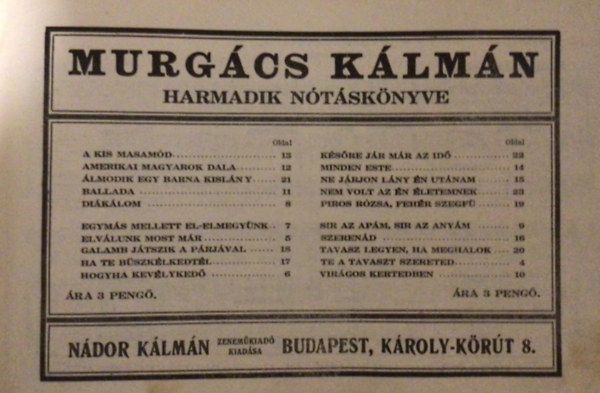 MURGÁCS KÁLMÁN
HARMADIK NÓTÁSKÖNYVE
Oldal
A KIS MASAMÓD 13
AMERIKAI MAGYAROK DALA 12
ÁLMODIK EGY BARNA KISLÁNY 21
BALLADA 11
DIÁKÁLOM 8
EGYMÁS MELLETT EL-ELMEGYÜNK 7
ELVÁLUNK MOST MÁR 5
GALAMB JÁTSZIK A PÁRJÁVAL 18
HA TE BÜSZKÉLKEDTÉL 17
HOGYHA KEVÉLYKEDŐ 6
ÁRA 3 PENGŐ.
Oldal
KÉSŐRE JÁR MÁR AZ IDŐ 22
MINDEN ESTE 14
NE JÁRJON LÁNY ÉN UTÁNAM 15
NEM VOLT AZ ÉN ÉLETEMNEK 23
PIROS RÓZSA, FEHÉR SZEGFŰ 19
SIR AZ APÁM, SIR AZ ANYÁM 9
SZERENÁD 16
TAVASZ LEGYEN, HA MEGHALOK 20
TE A TAVASZT SZERETED 4
VIRÁGOS KERTEDBEN 10
ÁRA 3 PENGŐ.
NÁDOR KÁLMÁN ZENEMŰKIADÓ KIADÁSA BUDAPEST, KÁROLY-KÖRÚT 8.